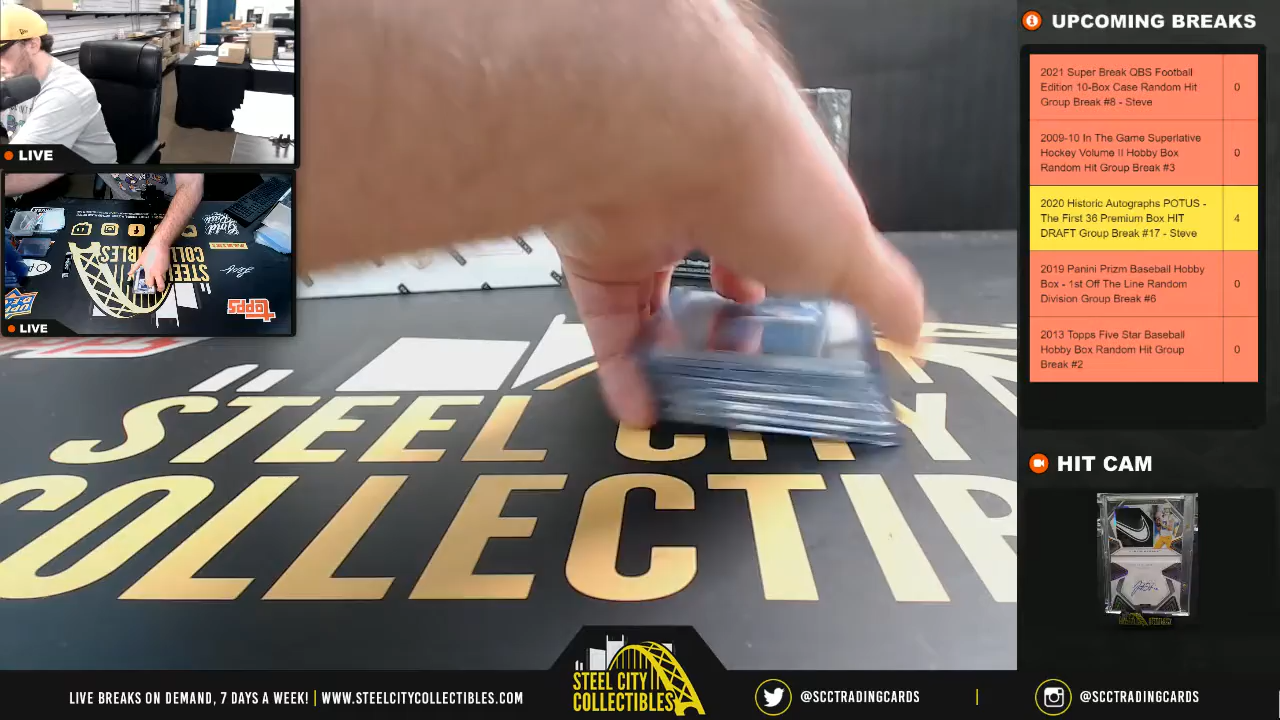 LIVE
LIVE
STEEL CITY
COLLECTIBLES
UPCOMING BREAKS
2021 Super Break QBS Football
Edition 10-Box Case Random Hit
Group Break #8 - Steve
0
2009-10 In The Game Superlative
Hockey Volume II Hobby Box
Random Hit Group Break #3
0
2020 Historic Autographs POTUS -
The First 36 Premium Box HIT
DRAFT Group Break #17 - Steve
4
2019 Panini Prizm Baseball Hobby
Box - 1st Off The Line Random
Division Group Break #6
0
2013 Topps Five Star Baseball
Hobby Box Random Hit Group
Break #2
0
HIT CAM
LIVE BREAKS ON DEMAND, 7 DAYS A WEEK! | WWW.STEELCITYCOLLECTIBLES.COM
STEEL CITY
COLLECTIBLES
@SCCTRADINGCARDS
@SCCTRADINGCARDS
topps